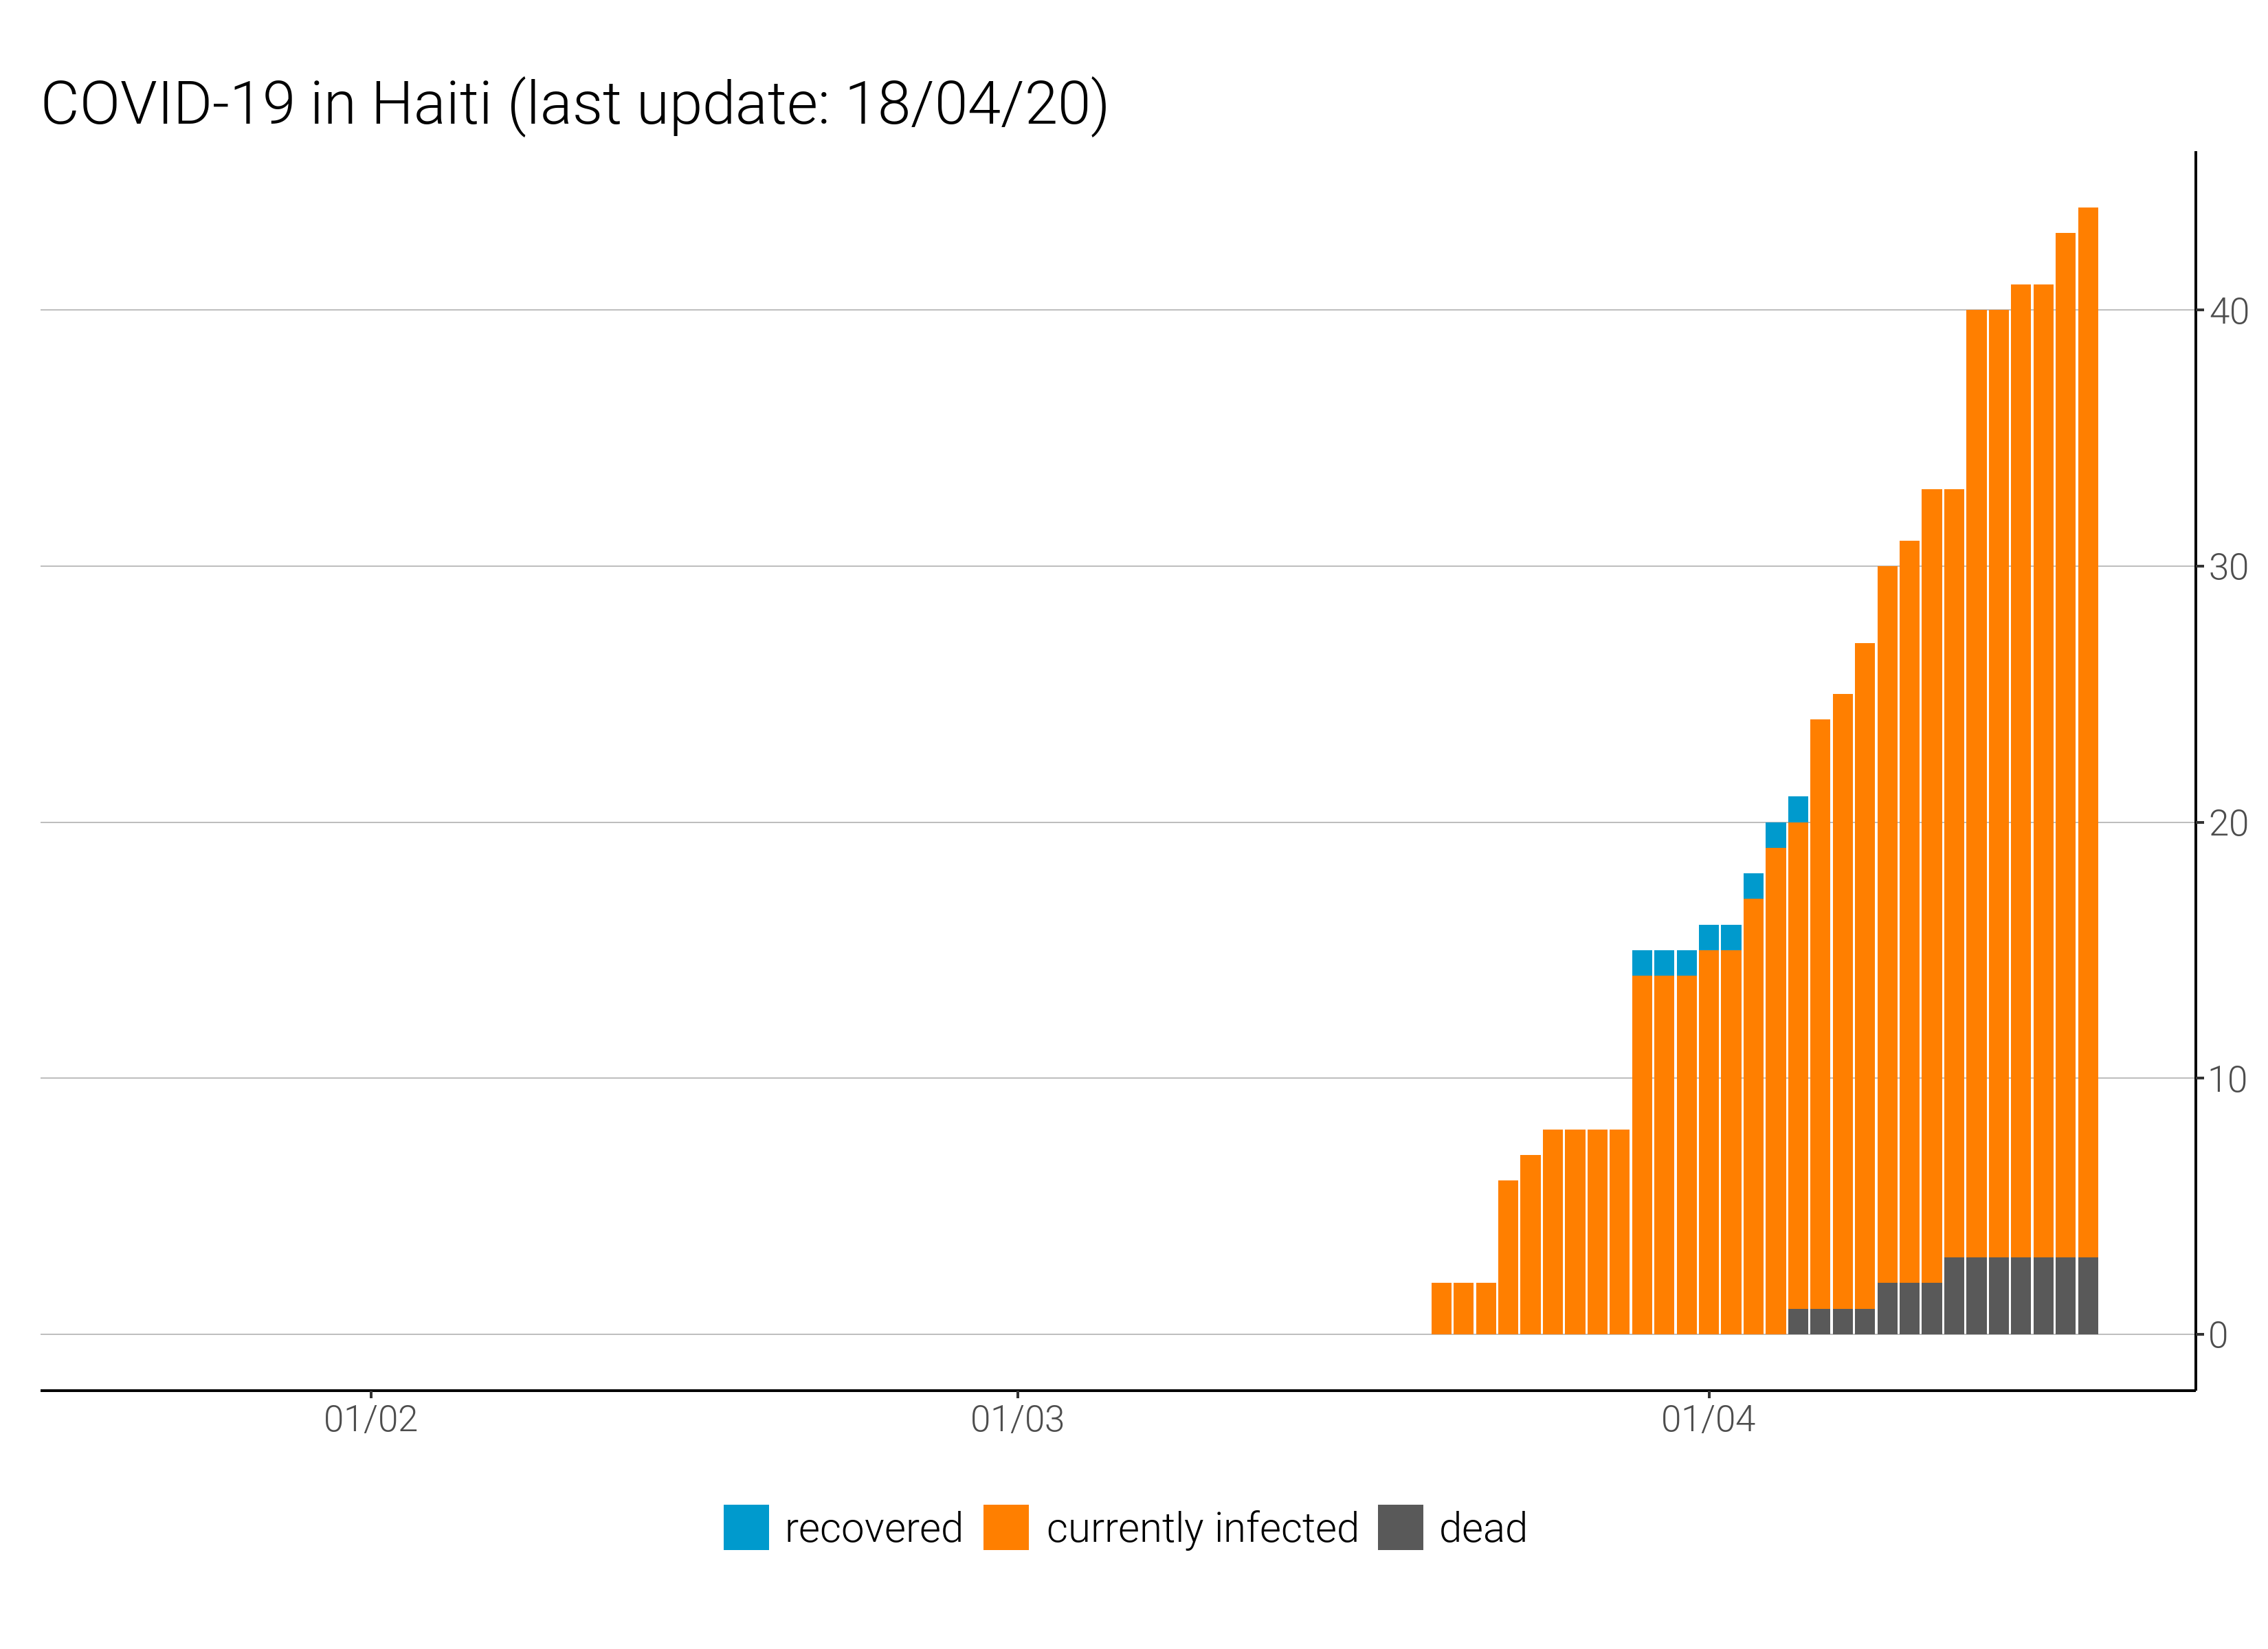 COVID-19 in Haiti (last update: 18/04/20)
40
30
20
10
0
01/02 01/03 01/04
recovered currently infected dead